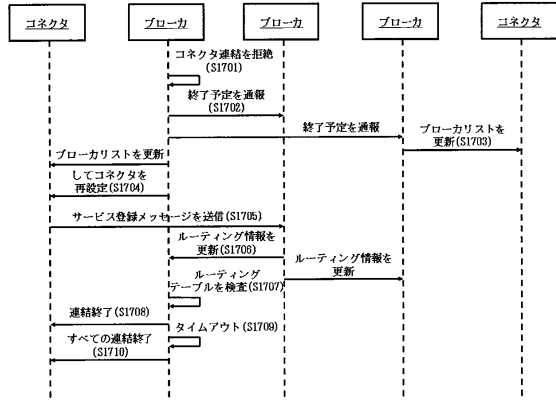 コネクタ
ブローカ
ブローカ
ブローカ
コネクタ
コネクタ連結を拒絶
(S1701)
終了予定を通報
(S1702)
終了予定を通報
ブローカリストを
更新(S1703)
ブローカリストを更新
してコネクタを
再設定(S1704)
サービス登録メッセージを送信(S1705)
ルーティング情報を
更新(S1706)
ルーティング情報を
更新
ルーティング
テーブルを検査(S1707)
連結終了(S1708)
タイムアウト(S1709)
すべての連結終了
(S1710)